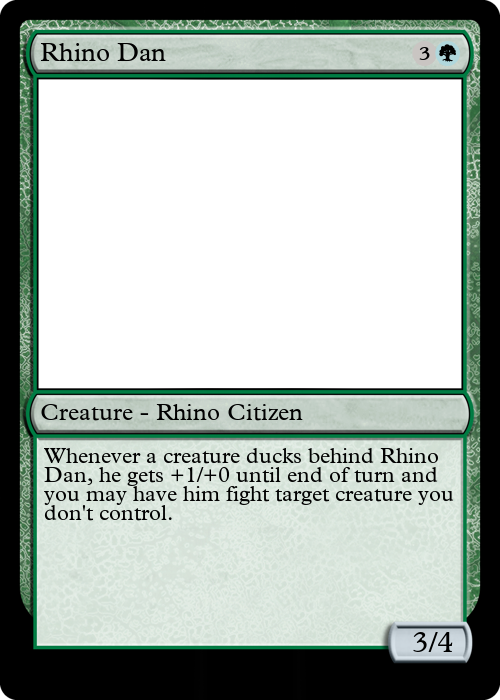 Rhino Dan 3
Creature - Rhino Citizen
Whenever a creature ducks behind Rhino
Dan, he gets +1/+0 until end of turn and
you may have him fight target creature you
don't control.
3/4